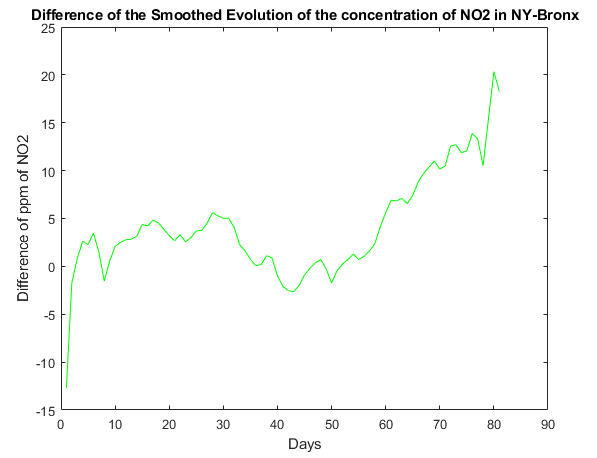 Difference of the Smoothed Evolution of the concentration of NO2 in NY-Bronx
25
20
15
10
5
0
-5
-10
-15
Difference of ppm of NO2
0 10 20 30 40 50 60 70 80 90
Days